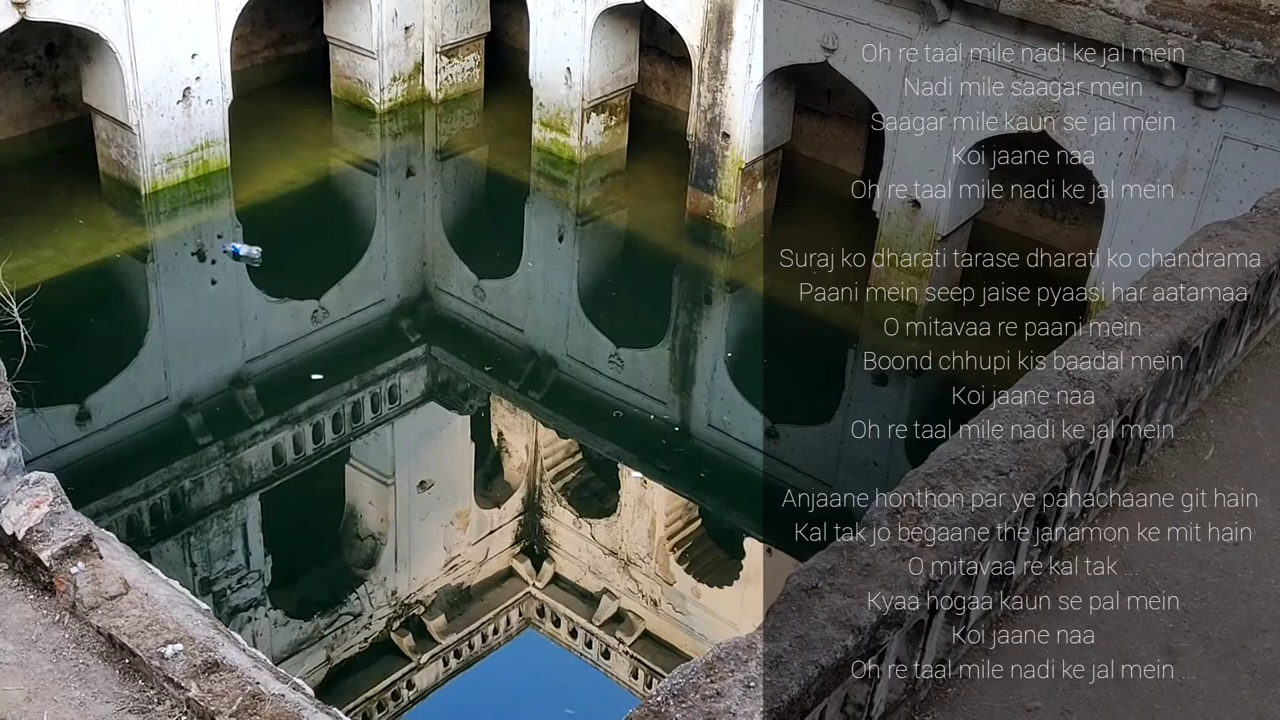 Oh re taal mile nadi ke jal mein
Nadi mile saagar mein
Saagar mile kaun se jal mein
Koi jaane naa
Oh re taal mile nadi ke jal mein ...
Suraj ko dharati tarase dharati ko chandrama
Paani mein seep jaise pyaasi har aatamaa
O mitavaa re paani mein ...
Boond chhupi kis baadal mein
Koi jaane naa
Oh re taal mile nadi ke jal mein ...
Anjaane honthon par ye pahachaane git hain
Kal tak jo begaane the janamon ke mit hain
O mitavaa re kal tak ...
Kyaa hogaa kaun se pal mein
Koi jaane naa
Oh re taal mile nadi ke jal mein ...